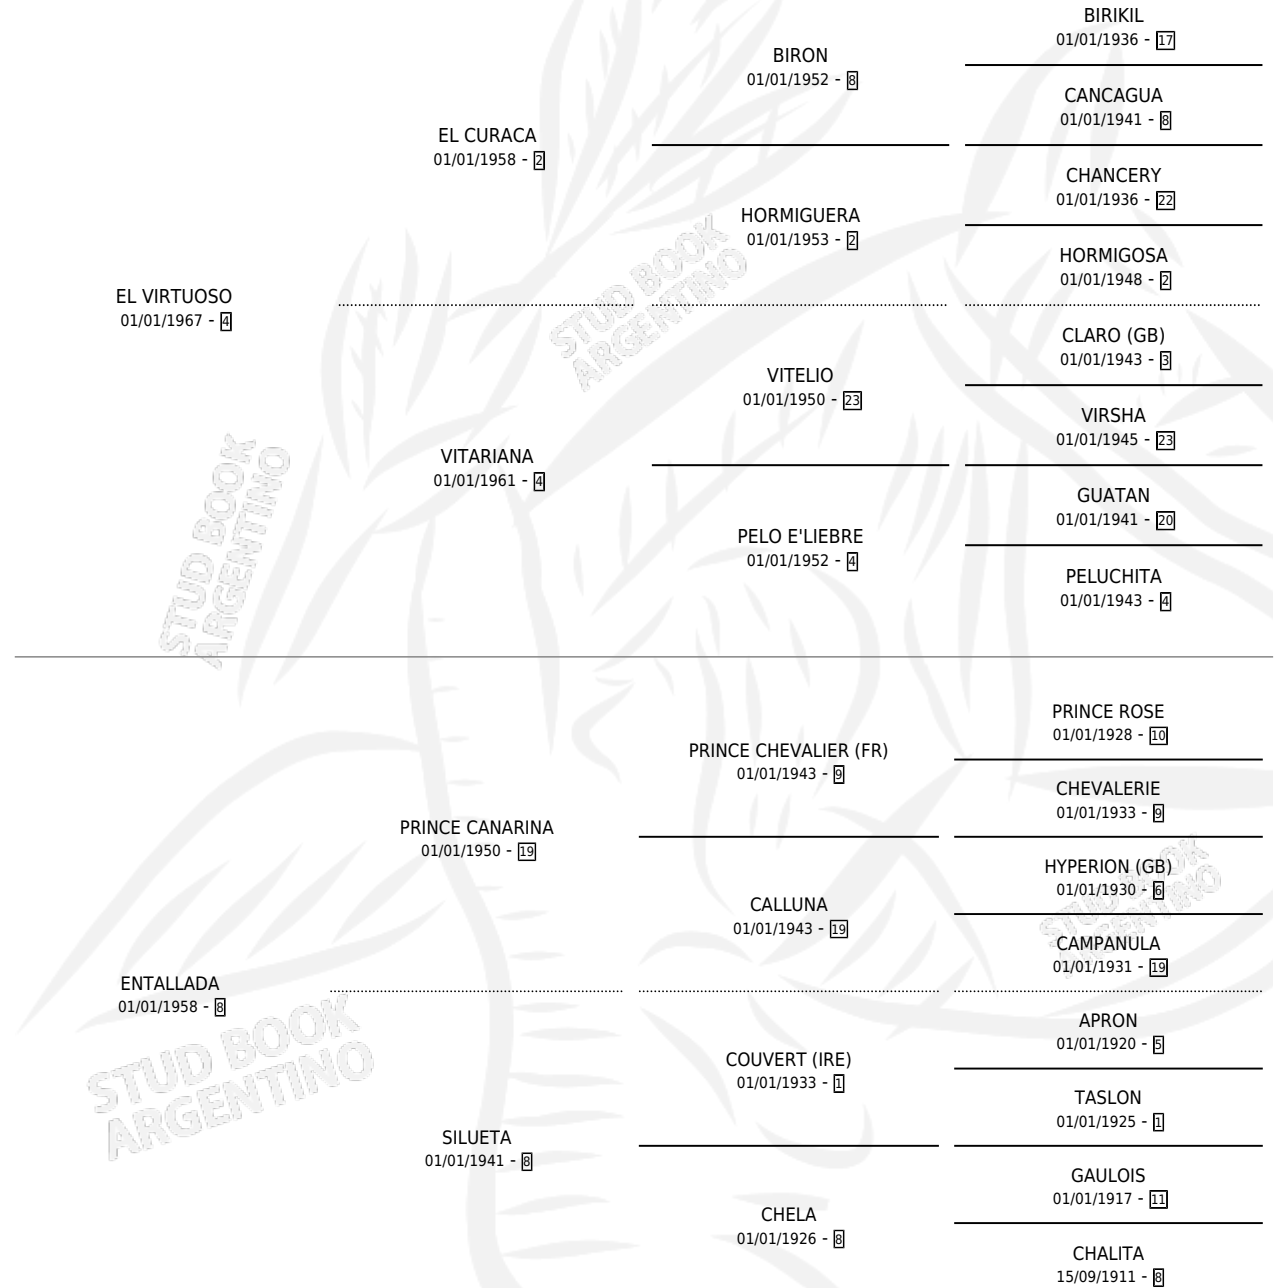 BIRIKIL
01/01/1936 - 17
BIRON
01/01/1952 - 8
CANCAGUA
01/01/1941 - 8
EL CURACA
01/01/1958 - 2
CHANCERY
01/01/1936 - 22
HORMIGUERA
01/01/1953 - 2
HORMIGOSA
01/01/1948 - 2
EL VIRTUOSO
01/01/1967 - 4
CLARO (GB)
01/01/1943 - 3
VITELIO
01/01/1950 - 23
VIRSHA
01/01/1945 - 23
VITARIANA
01/01/1961 - 4
GUATAN
01/01/1941 - 20
PELO E'LIEBRE
01/01/1952 - 4
PELUCHITA
01/01/1943 - 4
PRINCE ROSE
01/01/1928 - 10
PRINCE CHEVALIER (FR)
01/01/1943 - 9
CHEVALERIE
01/01/1933 - 9
PRINCE CANARINA
01/01/1950 - 19
HYPERION (GB)
01/01/1930 - 6
CALLUNA
01/01/1943 - 19
CAMPANULA
01/01/1931 - 19
ENTALLADA
01/01/1958 - 8
APRON
01/01/1920 - 5
COUVERT (IRE)
01/01/1933 - 1
TASLON
01/01/1925 - 1
SILUETA
01/01/1941 - 8
GAULOIS
01/01/1917 - 11
CHELA
01/01/1926 - 8
CHALITA
15/09/1911 - 8
STUD BOOK
ARGENTINO
STUD BOOK
ARGENTINO
STUD BOOK
ARGENTINO
STUD BOOK
ARGENTINO